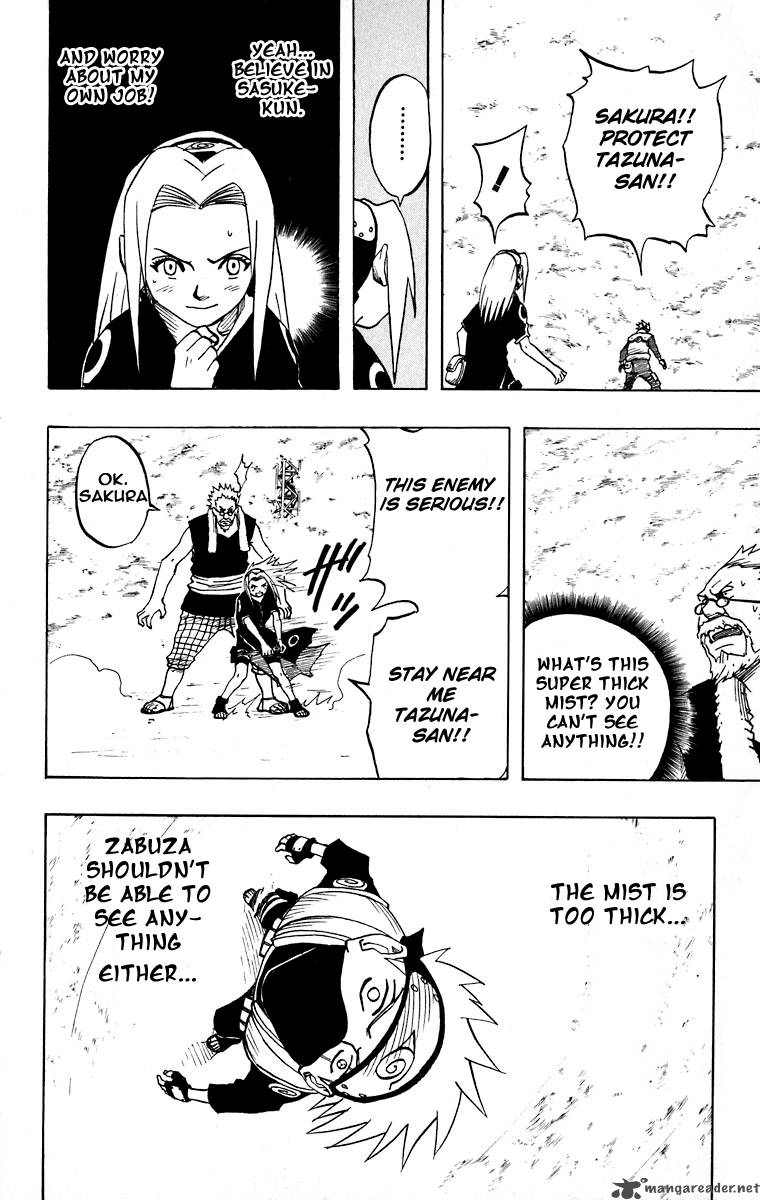 SAKURA!!
PROTECT
TAZUNA-
SAN!!
!
.........
YEAH...
BELIEVE IN
SASUKE-
KUN.
AND WORRY
ABOUT MY
OWN JOB!
WHAT'S THIS
SUPER THICK
MIST? YOU
CAN'T SEE
ANYTHING!!
THIS ENEMY
IS SERIOUS!!
STAY NEAR
ME
TAZUNA-
SAN!!
OK.
SAKURA
THE MIST IS
TOO THICK...
ZABUZA
SHOULDN'T
BE ABLE TO
SEE ANY-
THING
EITHER...
mangareader.net